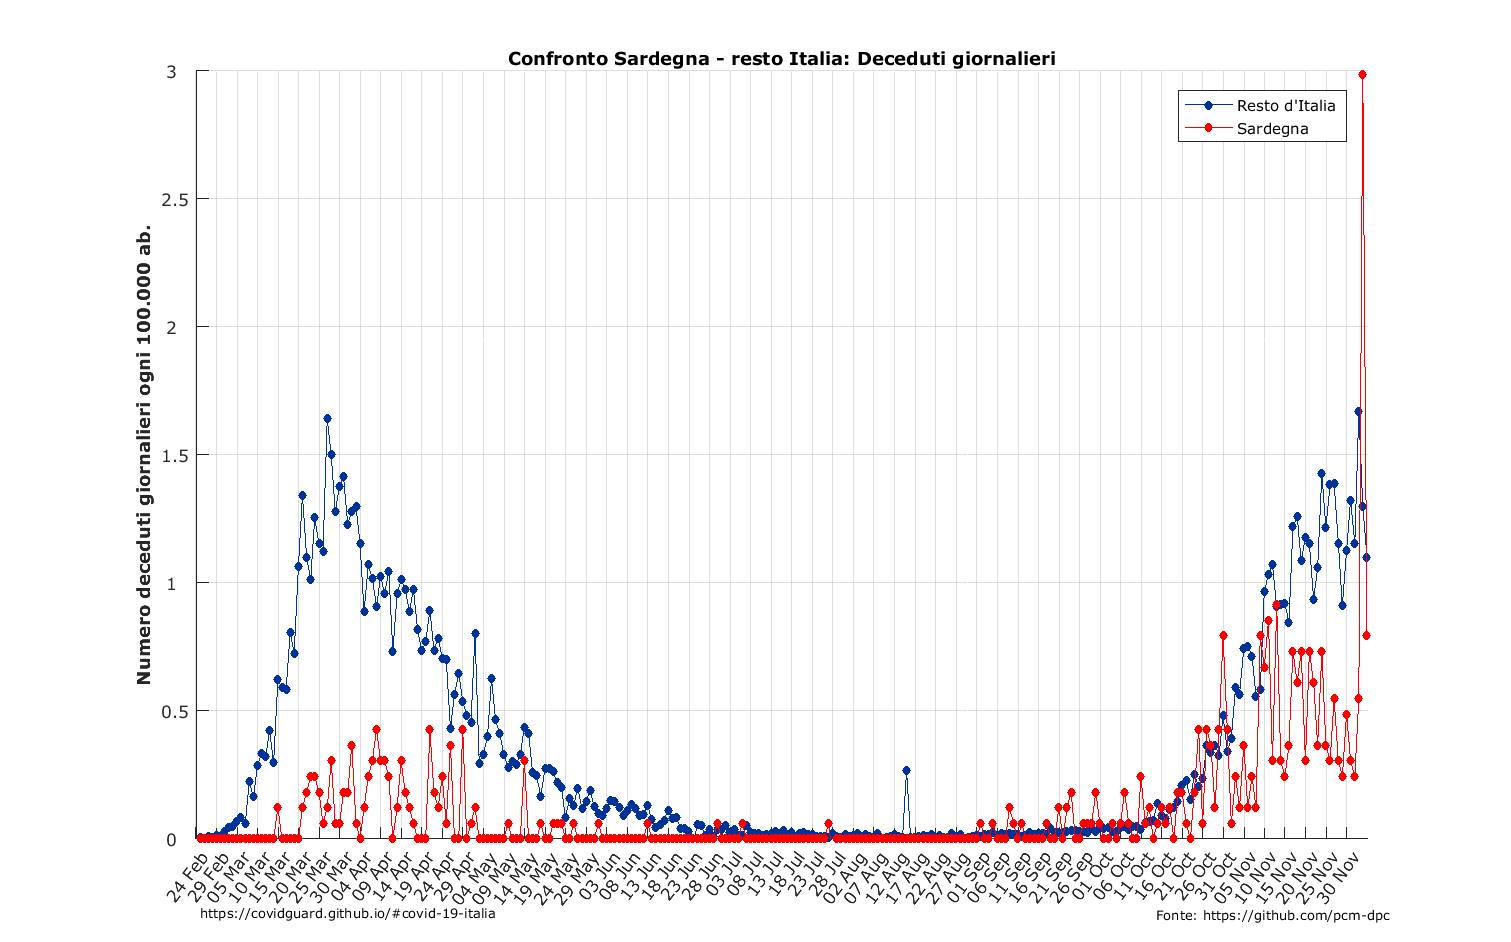 Confronto Sardegna - resto Italia: Deceduti giornalieri
Resto d'Italia
Sardegna
Numero deceduti giornalieri ogni 100.000 ab.
3
2.5
2
1.5
1
0.5
0
24 Feb
29 Feb
05 Mar
10 Mar
15 Mar
20 Mar
25 Mar
30 Mar
04 Apr
09 Apr
14 Apr
19 Apr
24 Apr
29 Apr
04 May
09 May
14 May
19 May
24 May
29 May
03 Jun
08 Jun
13 Jun
18 Jun
23 Jun
28 Jun
03 Jul
08 Jul
13 Jul
18 Jul
23 Jul
28 Jul
02 Aug
07 Aug
12 Aug
17 Aug
22 Aug
27 Aug
01 Sep
06 Sep
11 Sep
16 Sep
21 Sep
26 Sep
01 Oct
06 Oct
11 Oct
16 Oct
21 Oct
26 Oct
31 Oct
05 Nov
10 Nov
15 Nov
20 Nov
25 Nov
30 Nov
https://covidguard.github.io/#covid-19-italia
Fonte: https://github.com/pcm-dpc